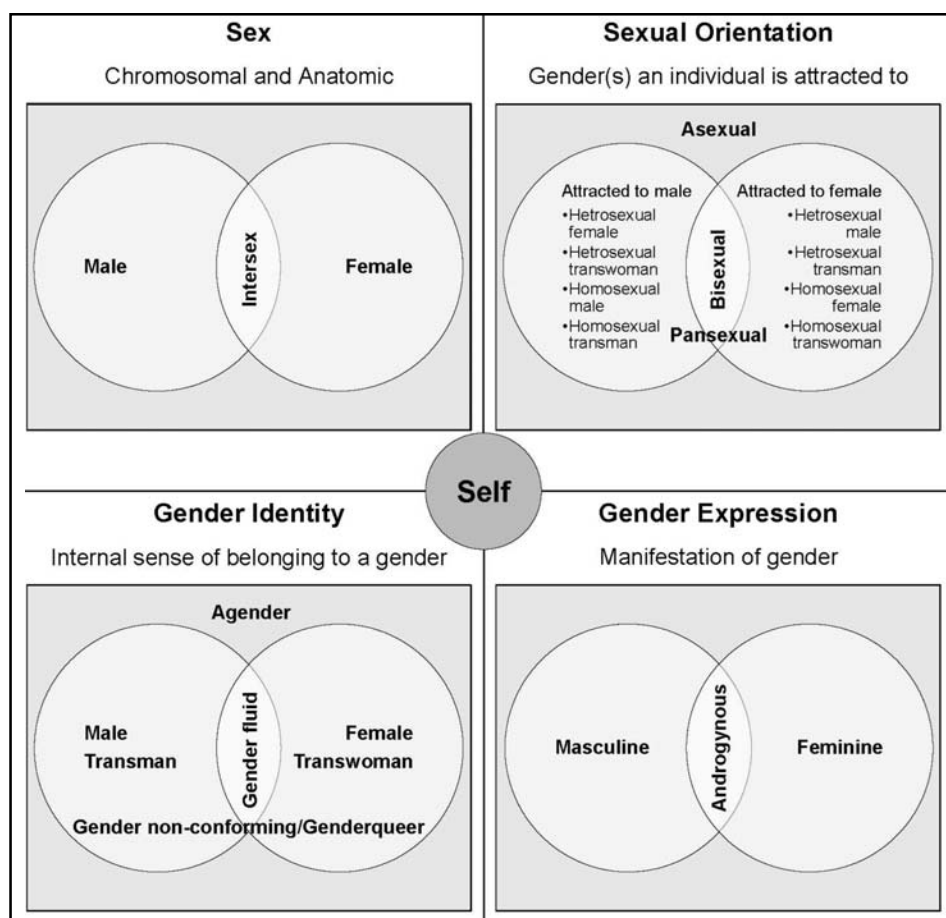 Sex
Chromosomal and Anatomic
Male
Intersex
Female
Sexual Orientation
Gender(s) an individual is attracted to
Asexual
Attracted to male
•Hetrosexual
female
•Hetrosexual
transwoman
•Homosexual
male
•Homosexual
transman
Bisexual
Pansexual
Attracted to female
•Hetrosexual
male
•Hetrosexual
transman
•Homosexual
female
•Homosexual
transwoman
Self
Gender Identity
Internal sense of belonging to a gender
Agender
Male
Transman
Gender fluid
Female
Transwoman
Gender non-conforming/Genderqueer
Gender Expression
Manifestation of gender
Masculine
Androgynous
Feminine